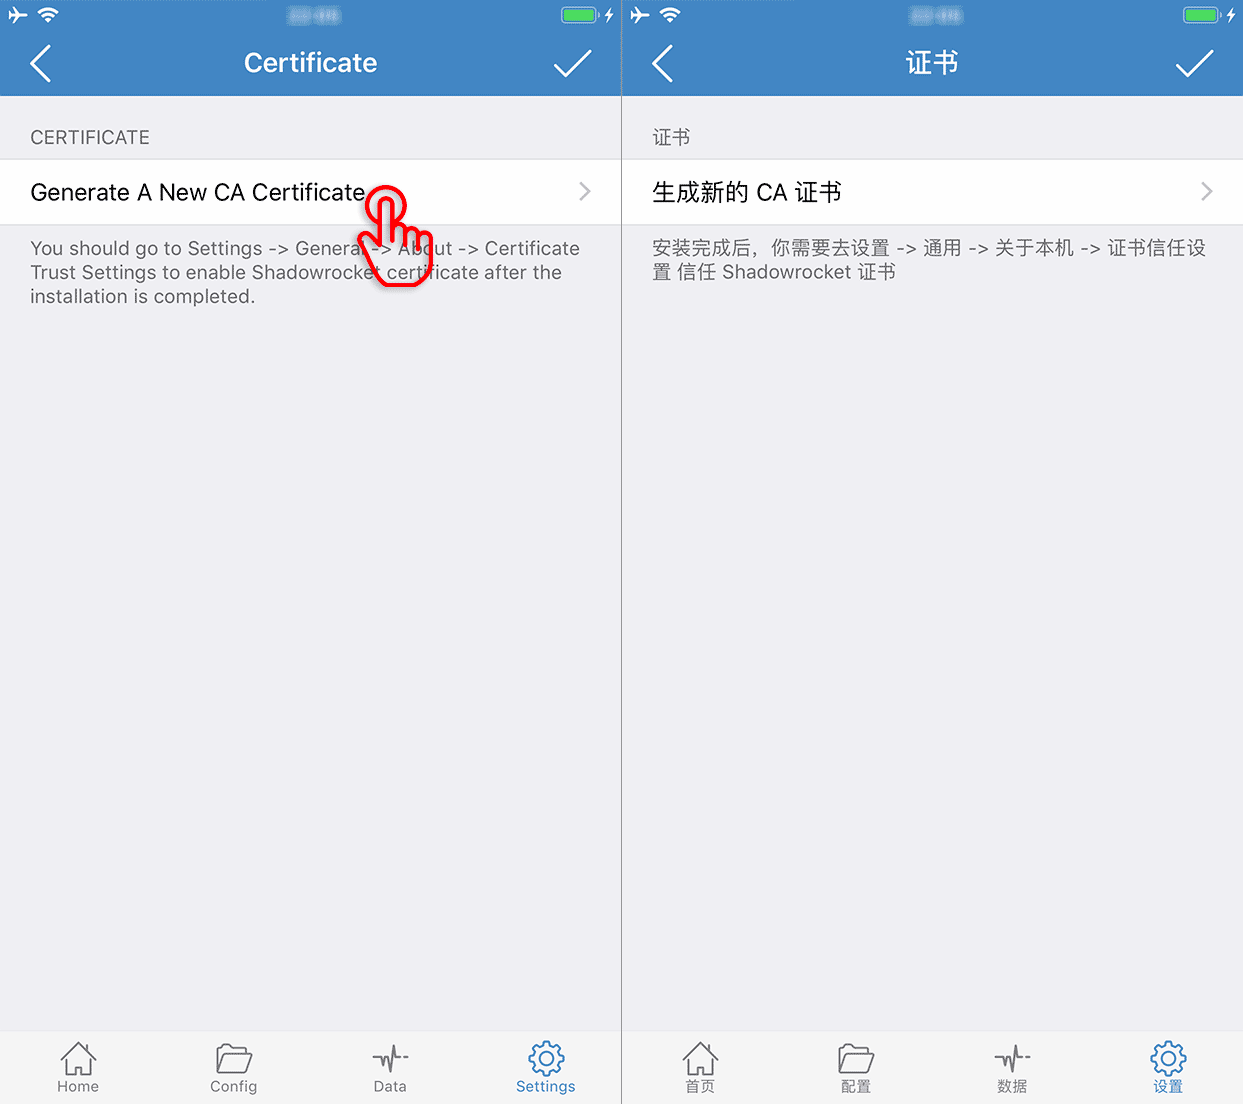 Certificate
CERTIFICATE
Generate A New CA Certificate
You should go to Settings -> General -> About -> Certificate
Trust Settings to enable Shadowrocket certificate after the
installation is completed.
Home
Config
Data
Settings
证书
证书
生成新的 CA 证书
安装完成后，你需要去设置 -> 通用 -> 关于本机 -> 证书信任设
置 信任 Shadowrocket 证书
首页
配置
数据
设置